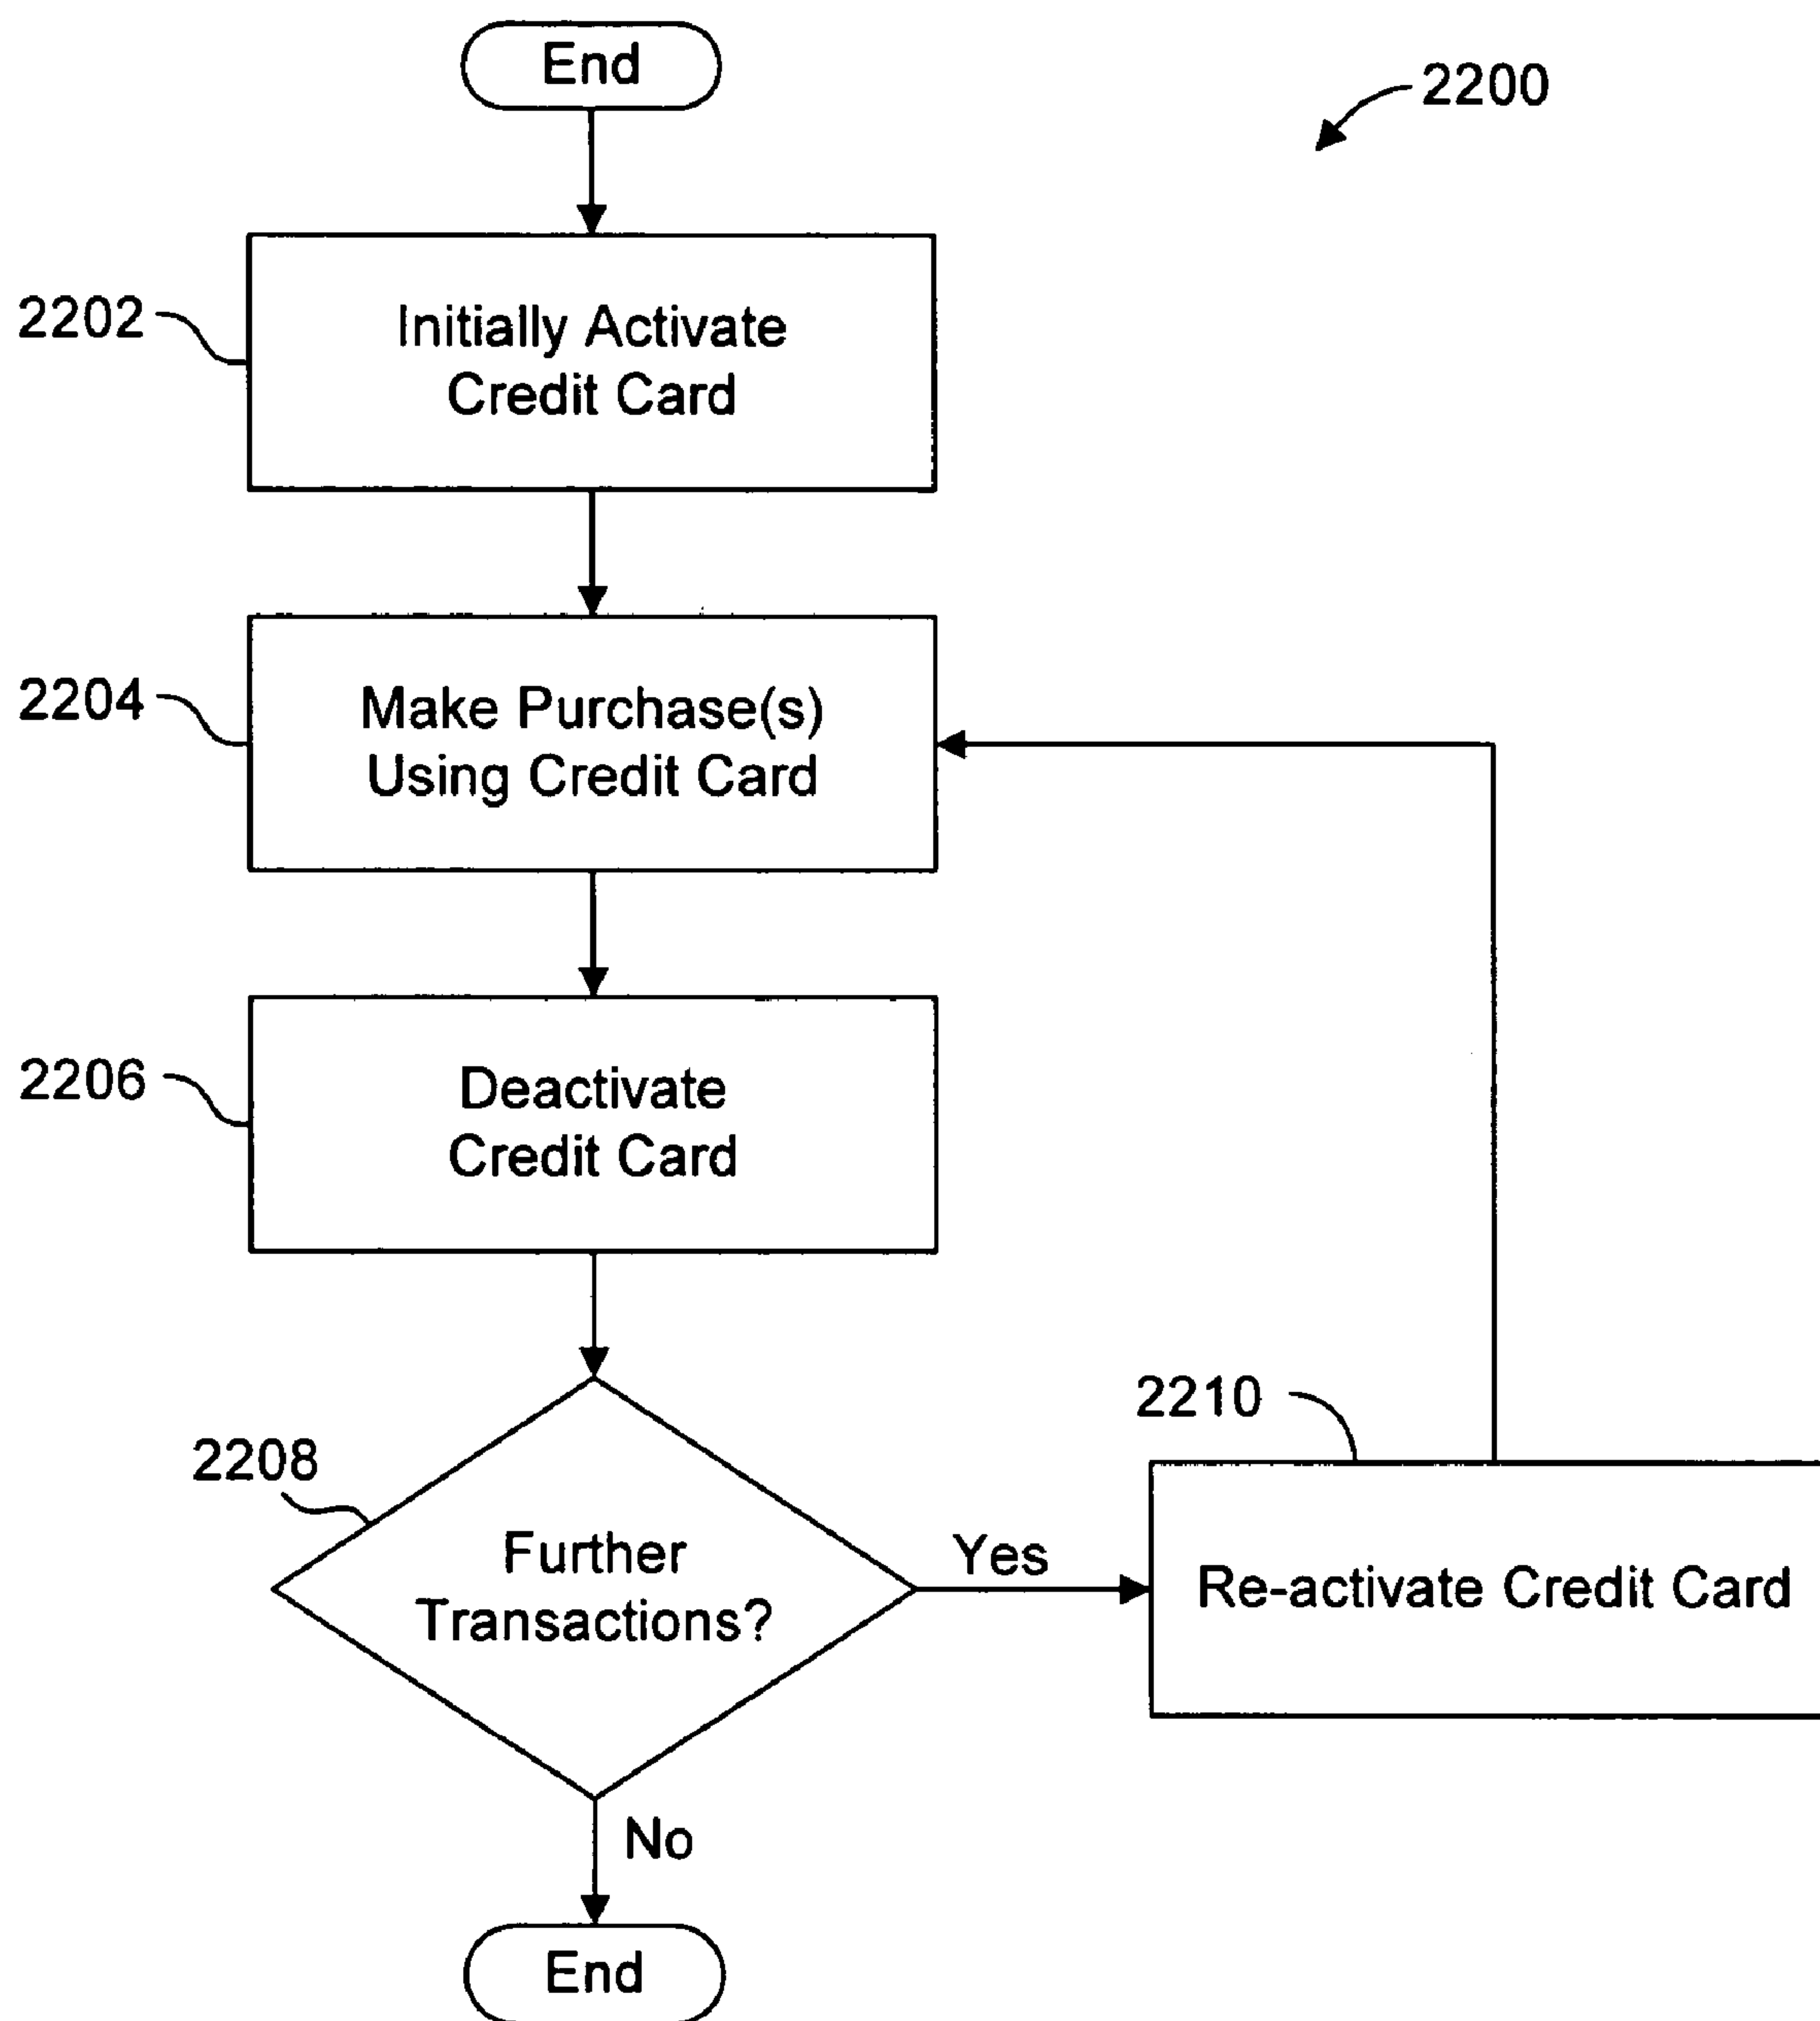 End
2200
2202
Initially Activate
Credit Card
2204
Make Purchase(s)
Using Credit Card
2206
Deactivate
Credit Card
2208
Further
Transactions?
Yes
2210
Re-activate Credit Card
No
End